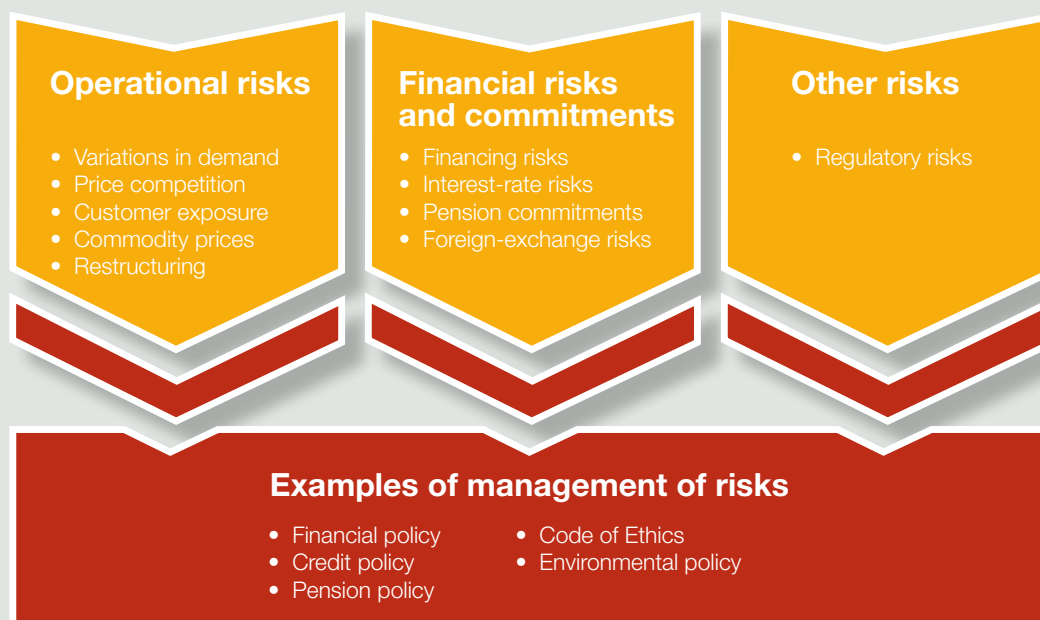 Operational risks
• Variations in demand
• Price competition
• Customer exposure
• Commodity prices
• Restructuring
Financial risks
and commitments
• Financing risks
• Interest-rate risks
• Pension commitments
• Foreign-exchange risks
Other risks
• Regulatory risks
Examples of management of risks
• Financial policy
• Credit policy
• Pension policy
• Code of Ethics
• Environmental policy